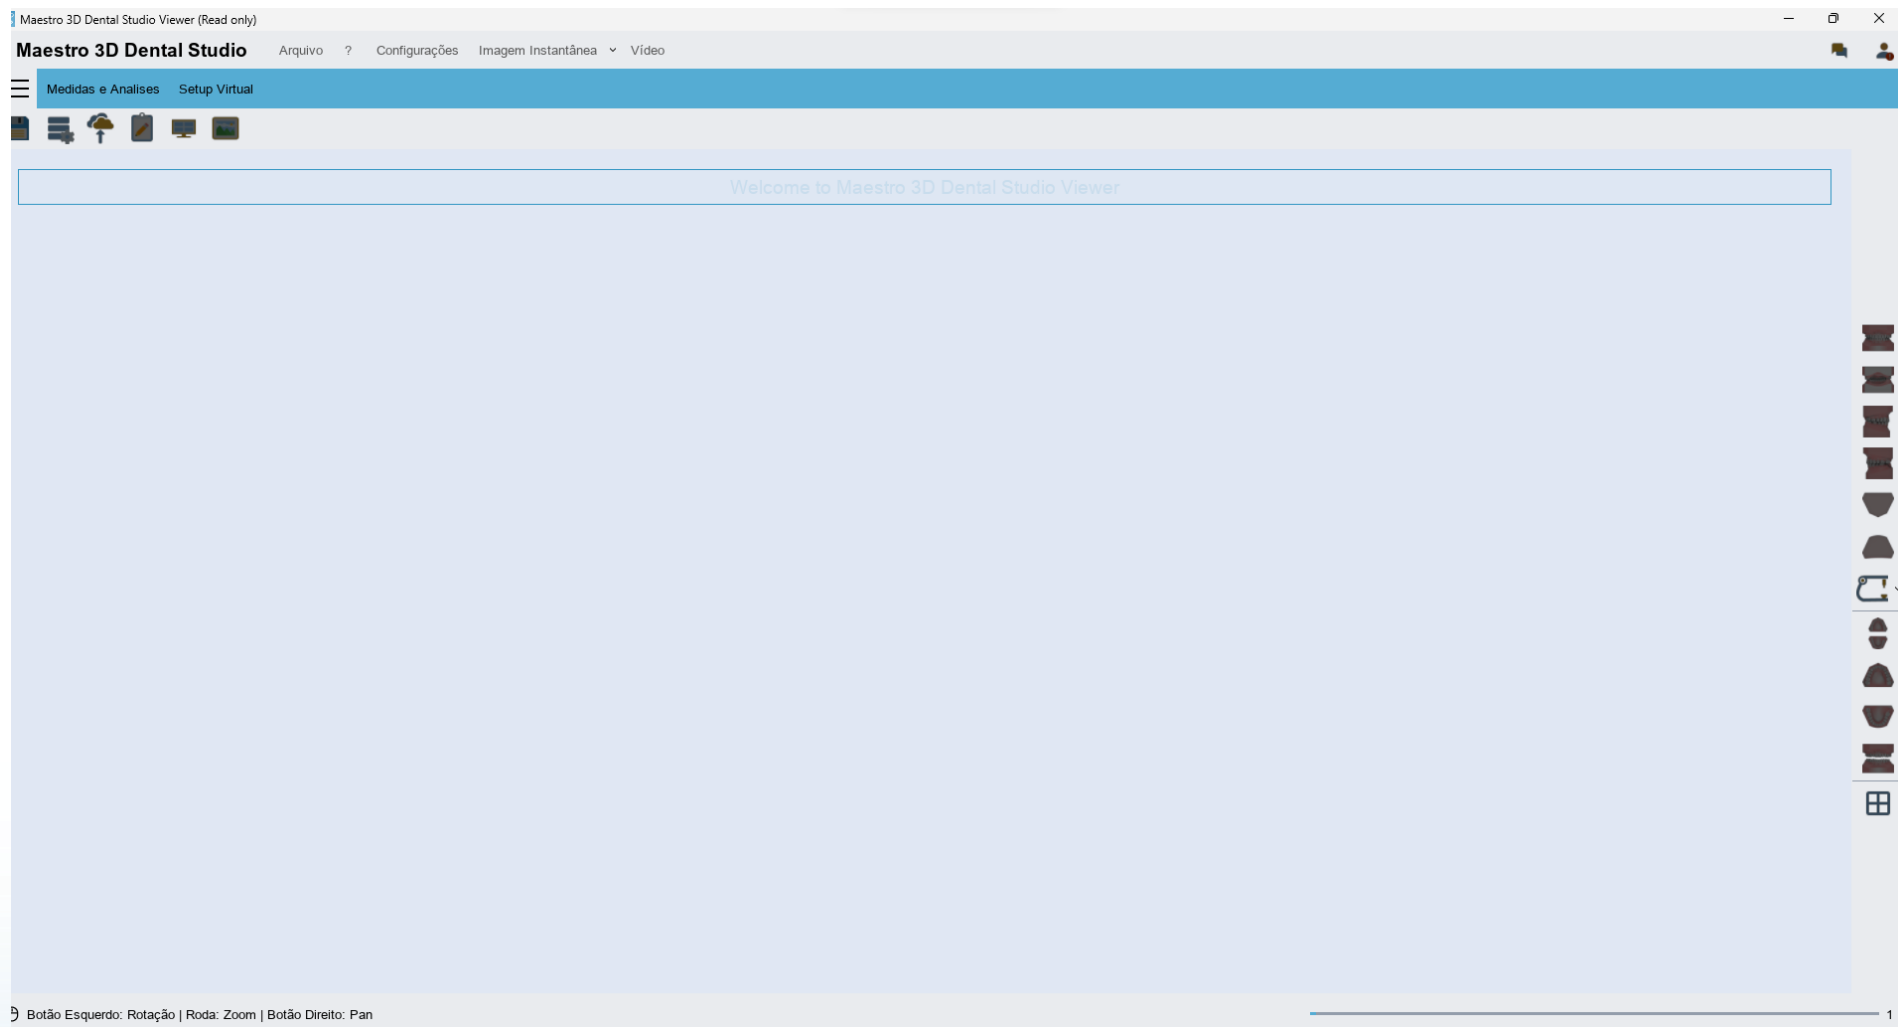 Maestro 3D Dental Studio Viewer (Read only)
Maestro 3D Dental Studio Arquivo ? Configurações Imagem Instantânea Vídeo
Medidas e Analises Setup Virtual
Welcome to Maestro 3D Dental Studio Viewer
Botão Esquerdo: Rotação | Roda: Zoom | Botão Direito: Pan 1